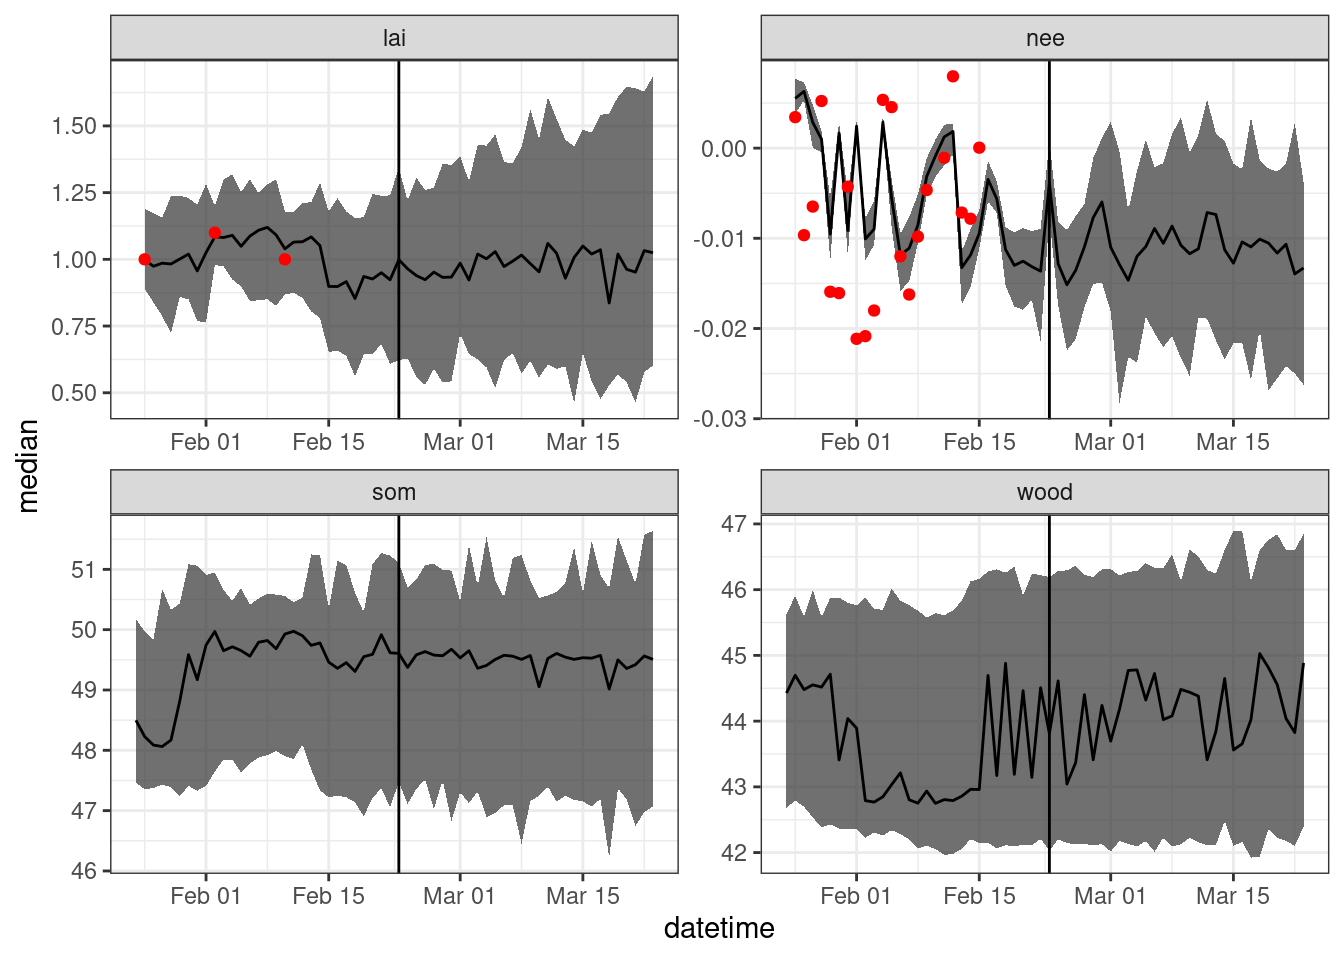 lai
nee
1.50
1.25
1.00
0.75
0.50
0.00
-0.01
-0.02
-0.03
Feb 01 Feb 15 Mar 01 Mar 15
Feb 01 Feb 15 Mar 01 Mar 15
median
som
wood
51
50
49
48
47
46
47
46
45
44
43
42
Feb 01 Feb 15 Mar 01 Mar 15
Feb 01 Feb 15 Mar 01 Mar 15
datetime